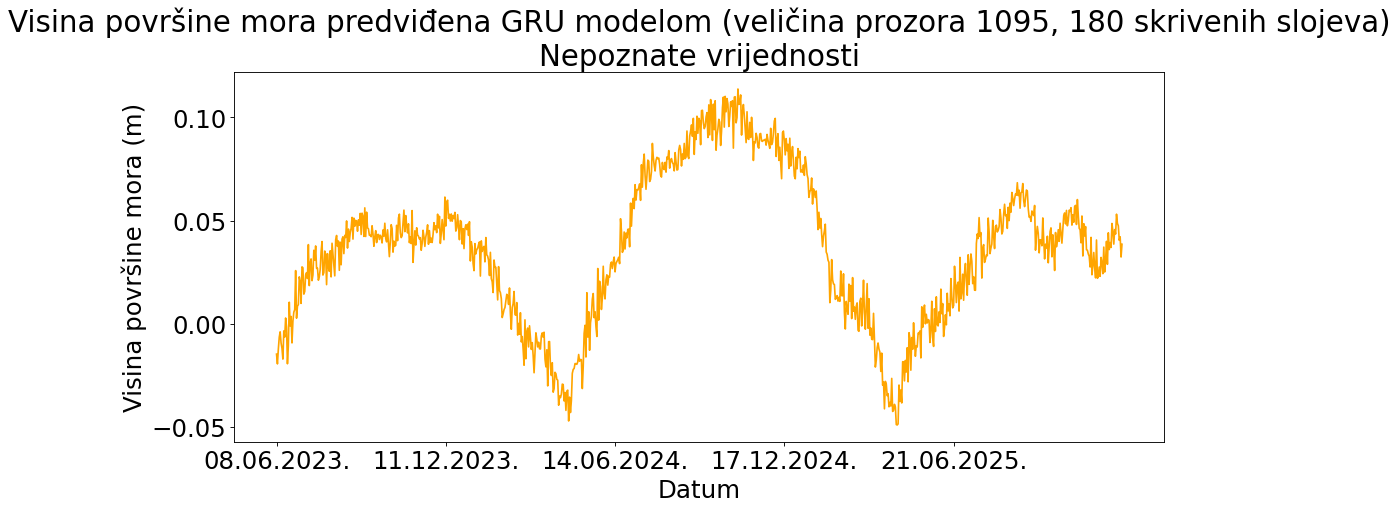 Visina površine mora predviđena GRU modelom (veličina prozora 1095, 180 skrivenih slojeva)
Nepoznate vrijednosti
Visina površine mora (m)
0.10
0.05
0.00
−0.05
08.06.2023. 11.12.2023. 14.06.2024. 17.12.2024. 21.06.2025.
Datum